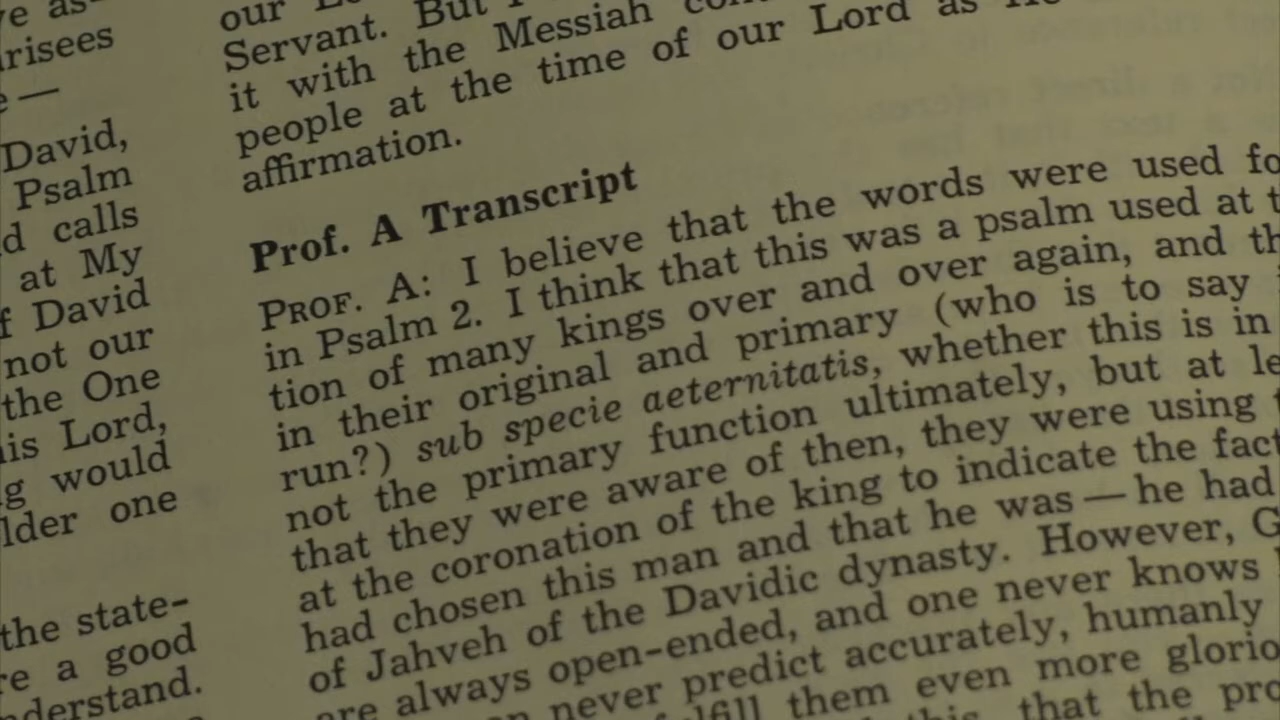 ve as-
arisees
e —
David,
Psalm
d calls
at My
f David
not our
the One
is Lord,
g would
lder one
the state-
re a good
nderstand.
our
Servant. But
it with the Messiah
people at the time of our Lord as He
affirmation.
Prof. A Transcript
PROF. A: I believe that the words were used fo
in Psalm 2. I think that this was a psalm used at t
tion of many kings over and over again, and th
in their original and primary (who is to say
run?) sub specie aeternitatis, whether this is in
not the primary function ultimately, but at le
that they were aware of then, they were using
at the coronation of the king to indicate the fact
had chosen this man and that he was — he had
of Jahveh of the Davidic dynasty. However, G
are always open-ended, and one never knows
never predict accurately, humanly
them even more glorio
this, that the pro